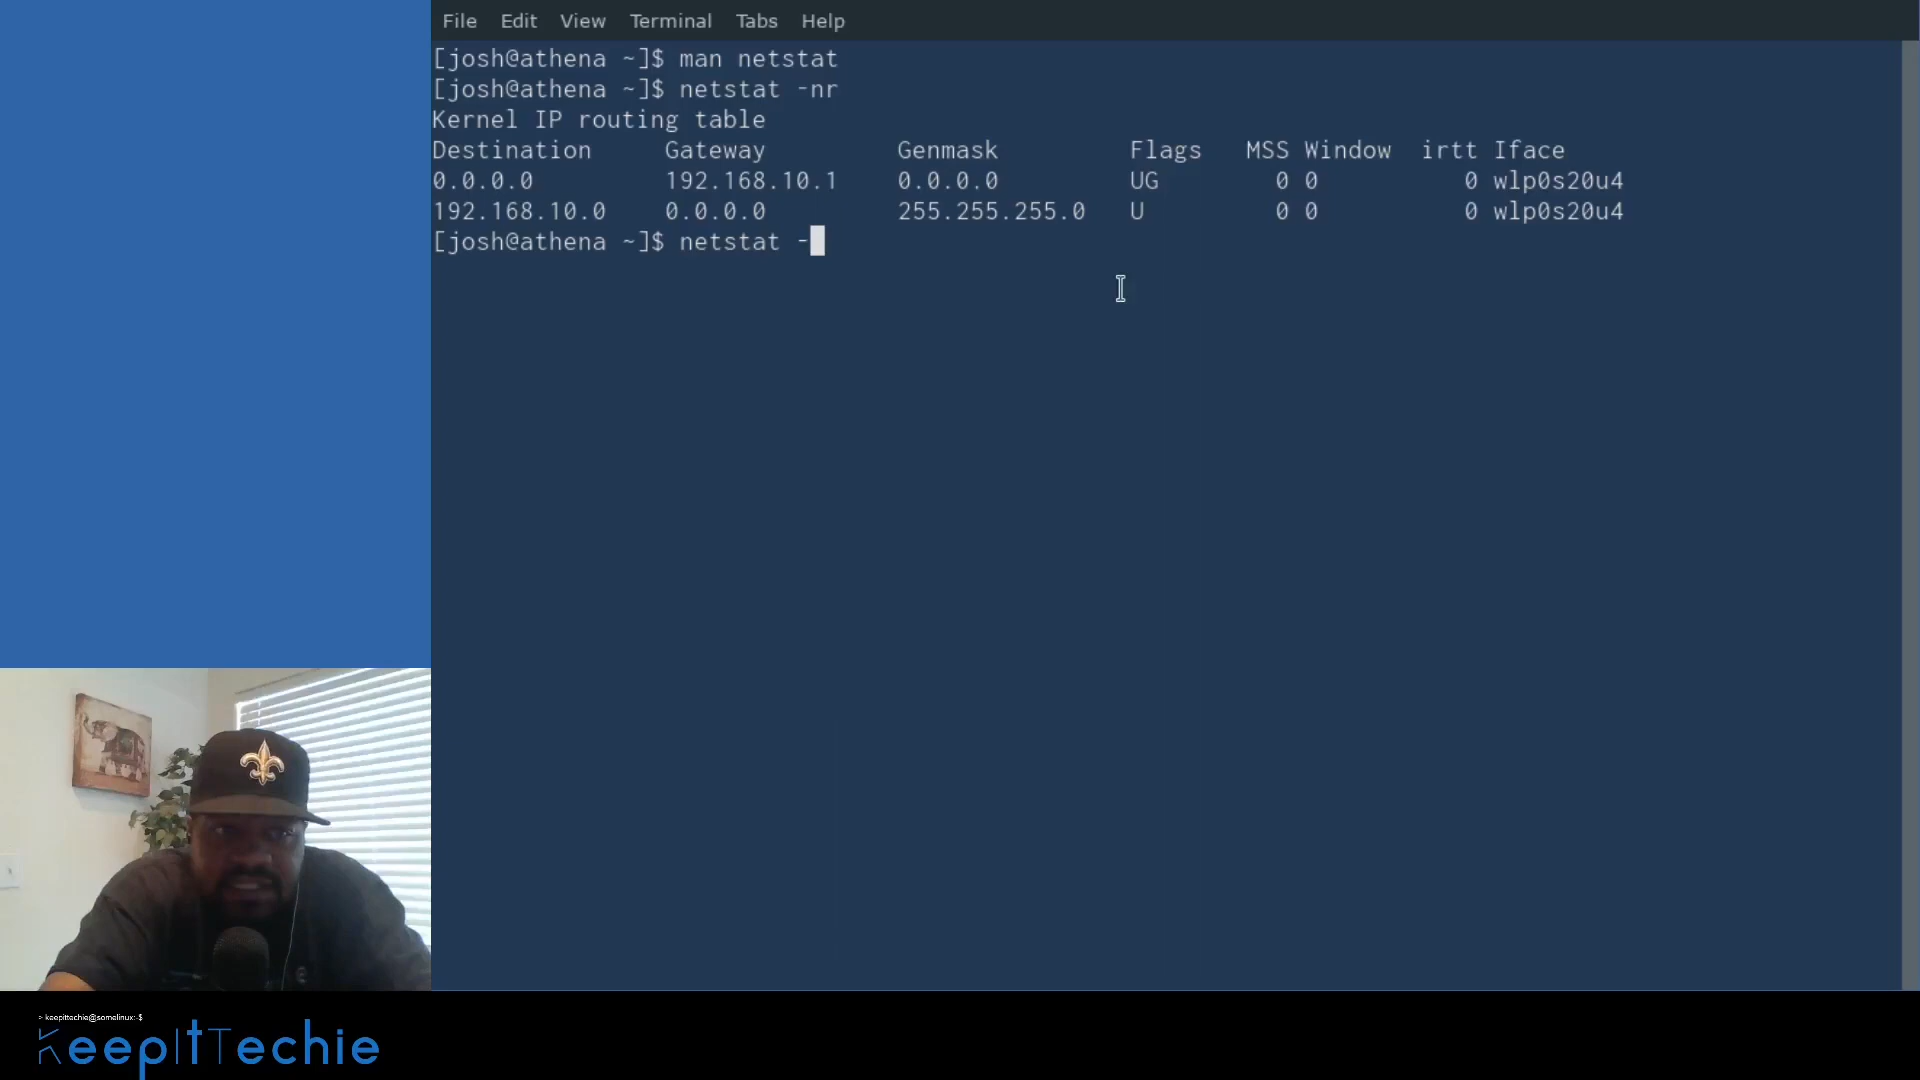 File Edit View Terminal Tabs Help
[josh@athena ~]$ man netstat
[josh@athena ~]$ netstat -nr
Kernel IP routing table
Destination Gateway Genmask Flags MSS Window irtt Iface
0.0.0.0 192.168.10.1 0.0.0.0 UG 0 0 0 wlp0s20u4
192.168.10.0 0.0.0.0 255.255.255.0 U 0 0 0 wlp0s20u4
[josh@athena ~]$ netstat -
> keepittechie@somelinux:~$
KeepItTechie